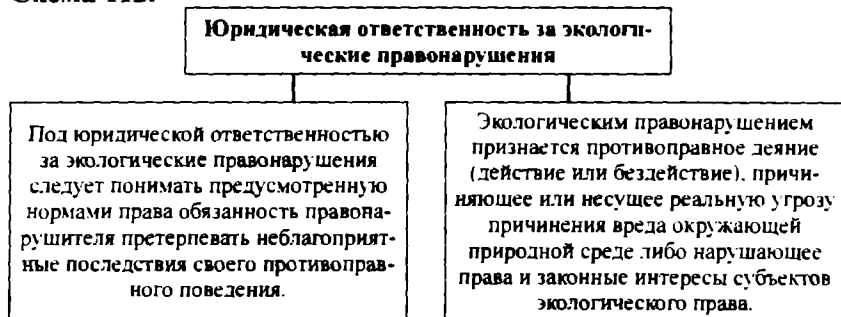 Юридическая ответственность за экологи-
ческие правонарушения
Под юридической ответственностью
за экологические правонарушения
следует понимать предусмотренную
нормами права обязанность правона-
рушителя претерпевать неблагоприят-
ные последствия своего противоправ-
ного поведения.
Экологическим правонарушением
признается противоправное деяние
(действие или бездействие), причи-
няющее или несущее реальную угрозу
причинения вреда окружающей
природной среде либо нарушающее
права и законные интересы субъектов
экологического права.